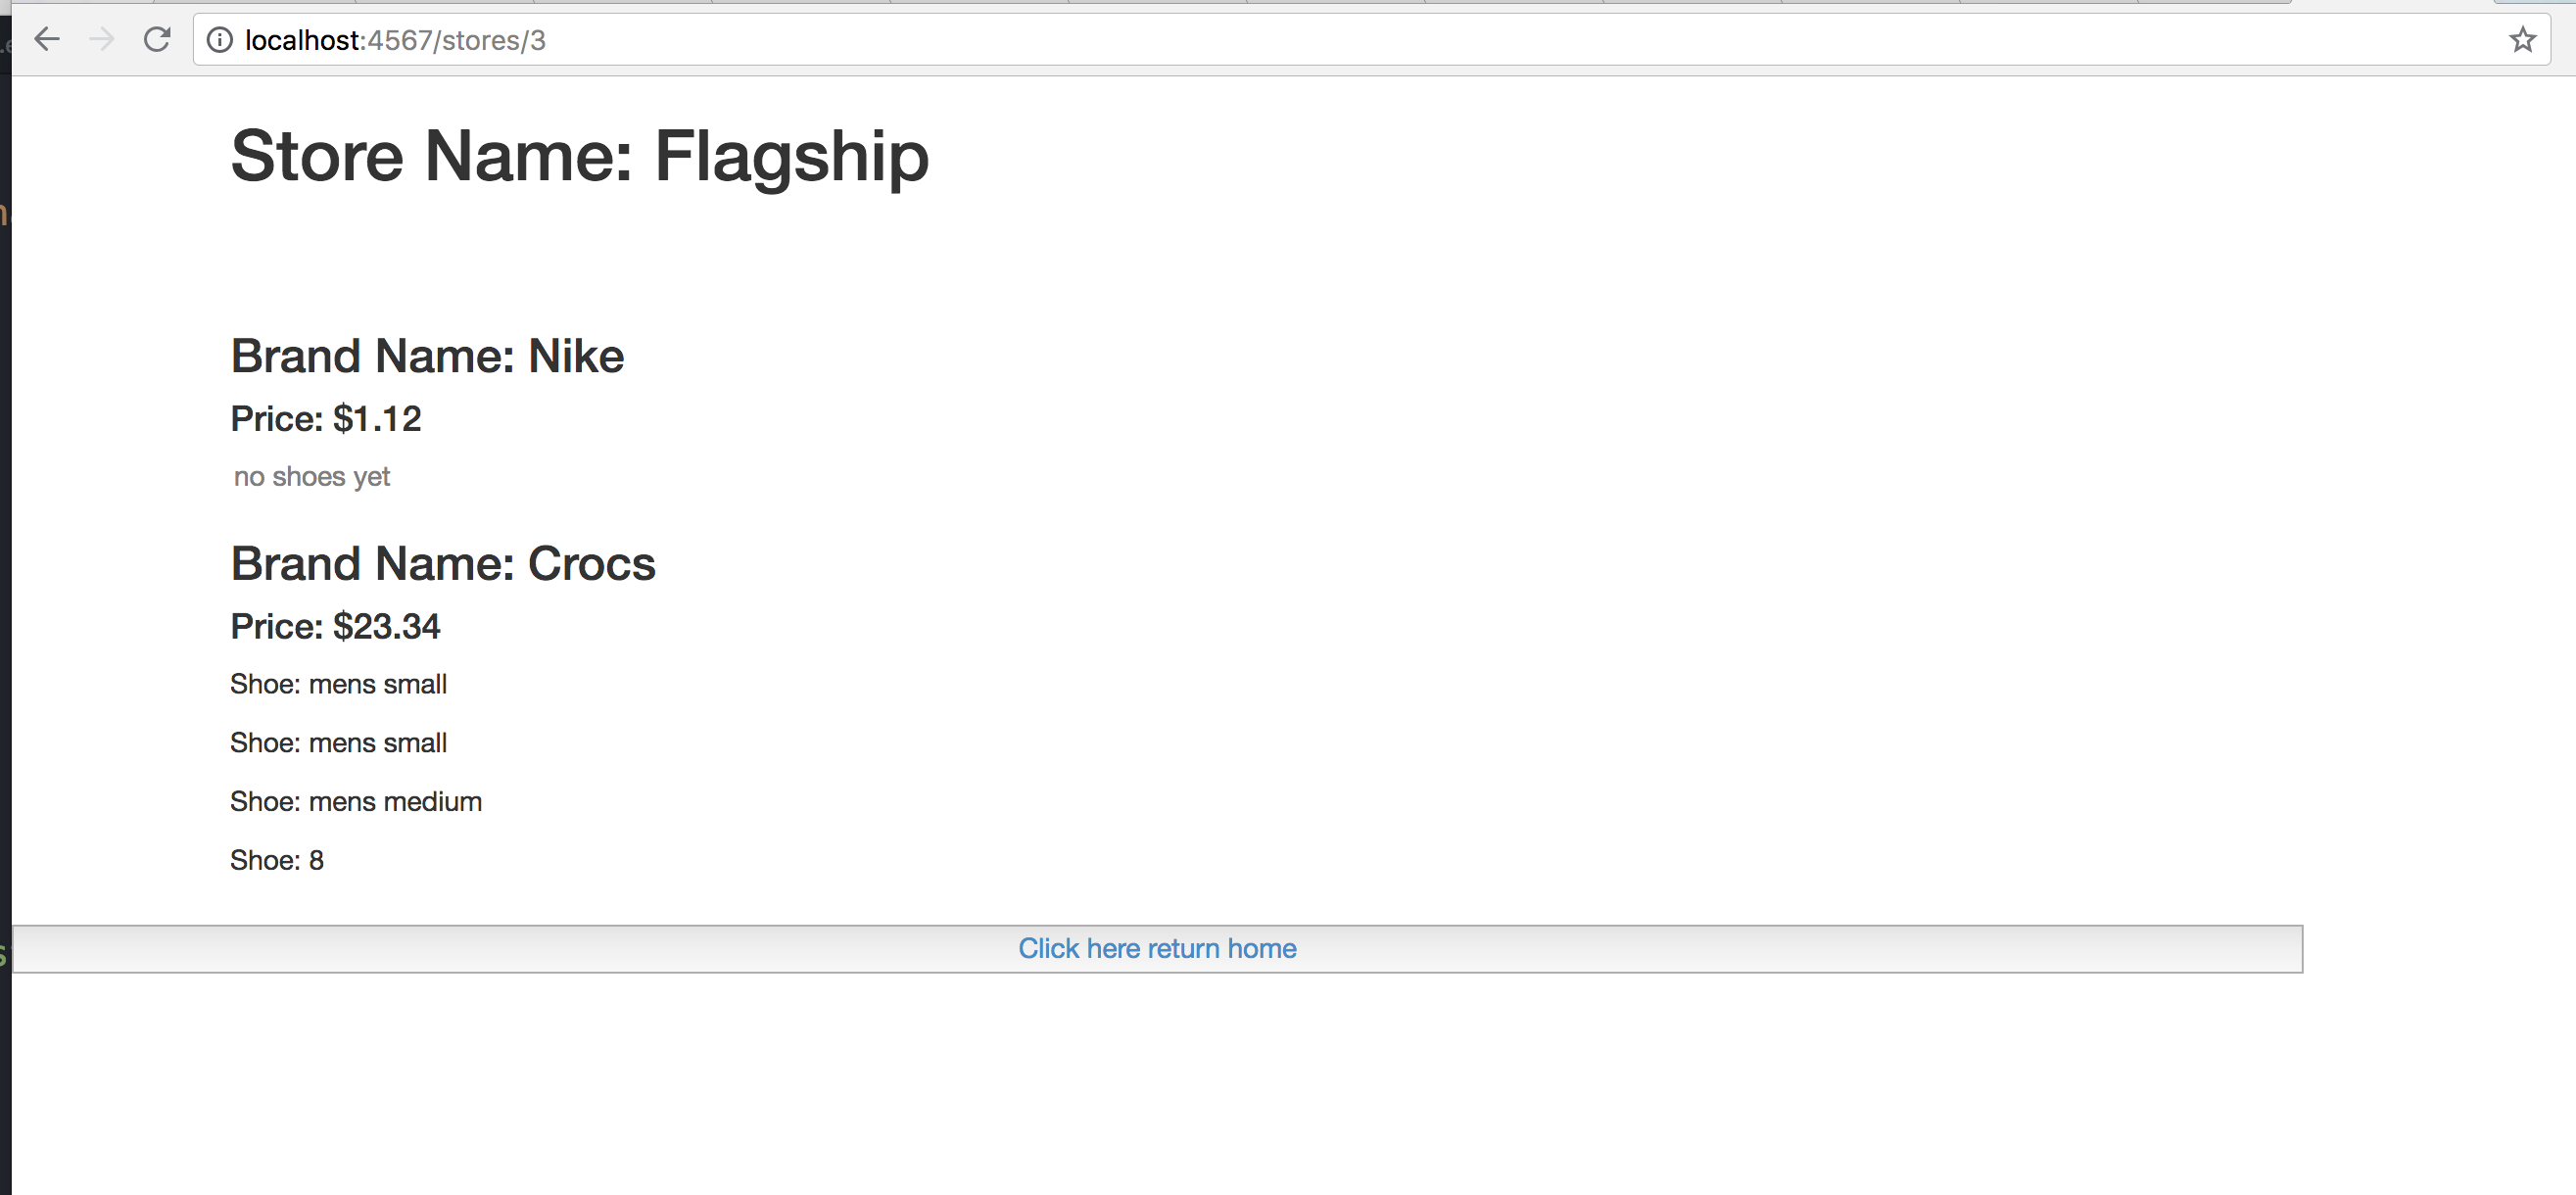 localhost:4567/stores/3
Store Name: Flagship
Brand Name: Nike
Price: $1.12
no shoes yet
Brand Name: Crocs
Price: $23.34
Shoe: mens small
Shoe: mens small
Shoe: mens medium
Shoe: 8
Click here return home